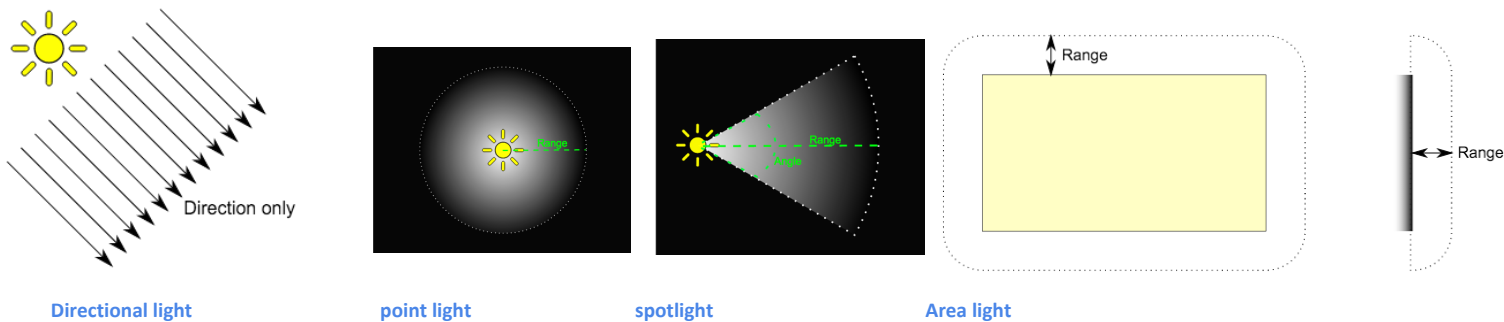 Direction only
Range
Range
Angle
Range
Range
Directional light
point light
spotlight
Area light